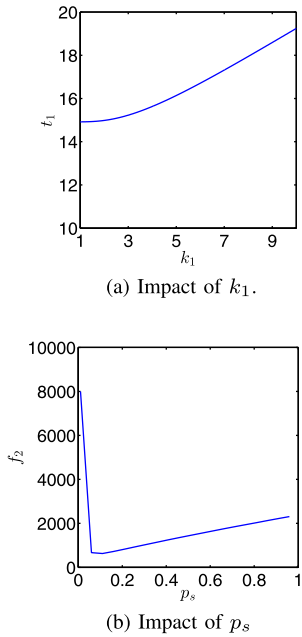 20
18
16
14
12
10
t₁
1 3 5 7 9
k₁
(a) Impact of k₁.
10000
8000
6000
4000
2000
0
f₂
0 0.2 0.4 0.6 0.8 1
pₛ
(b) Impact of pₛ